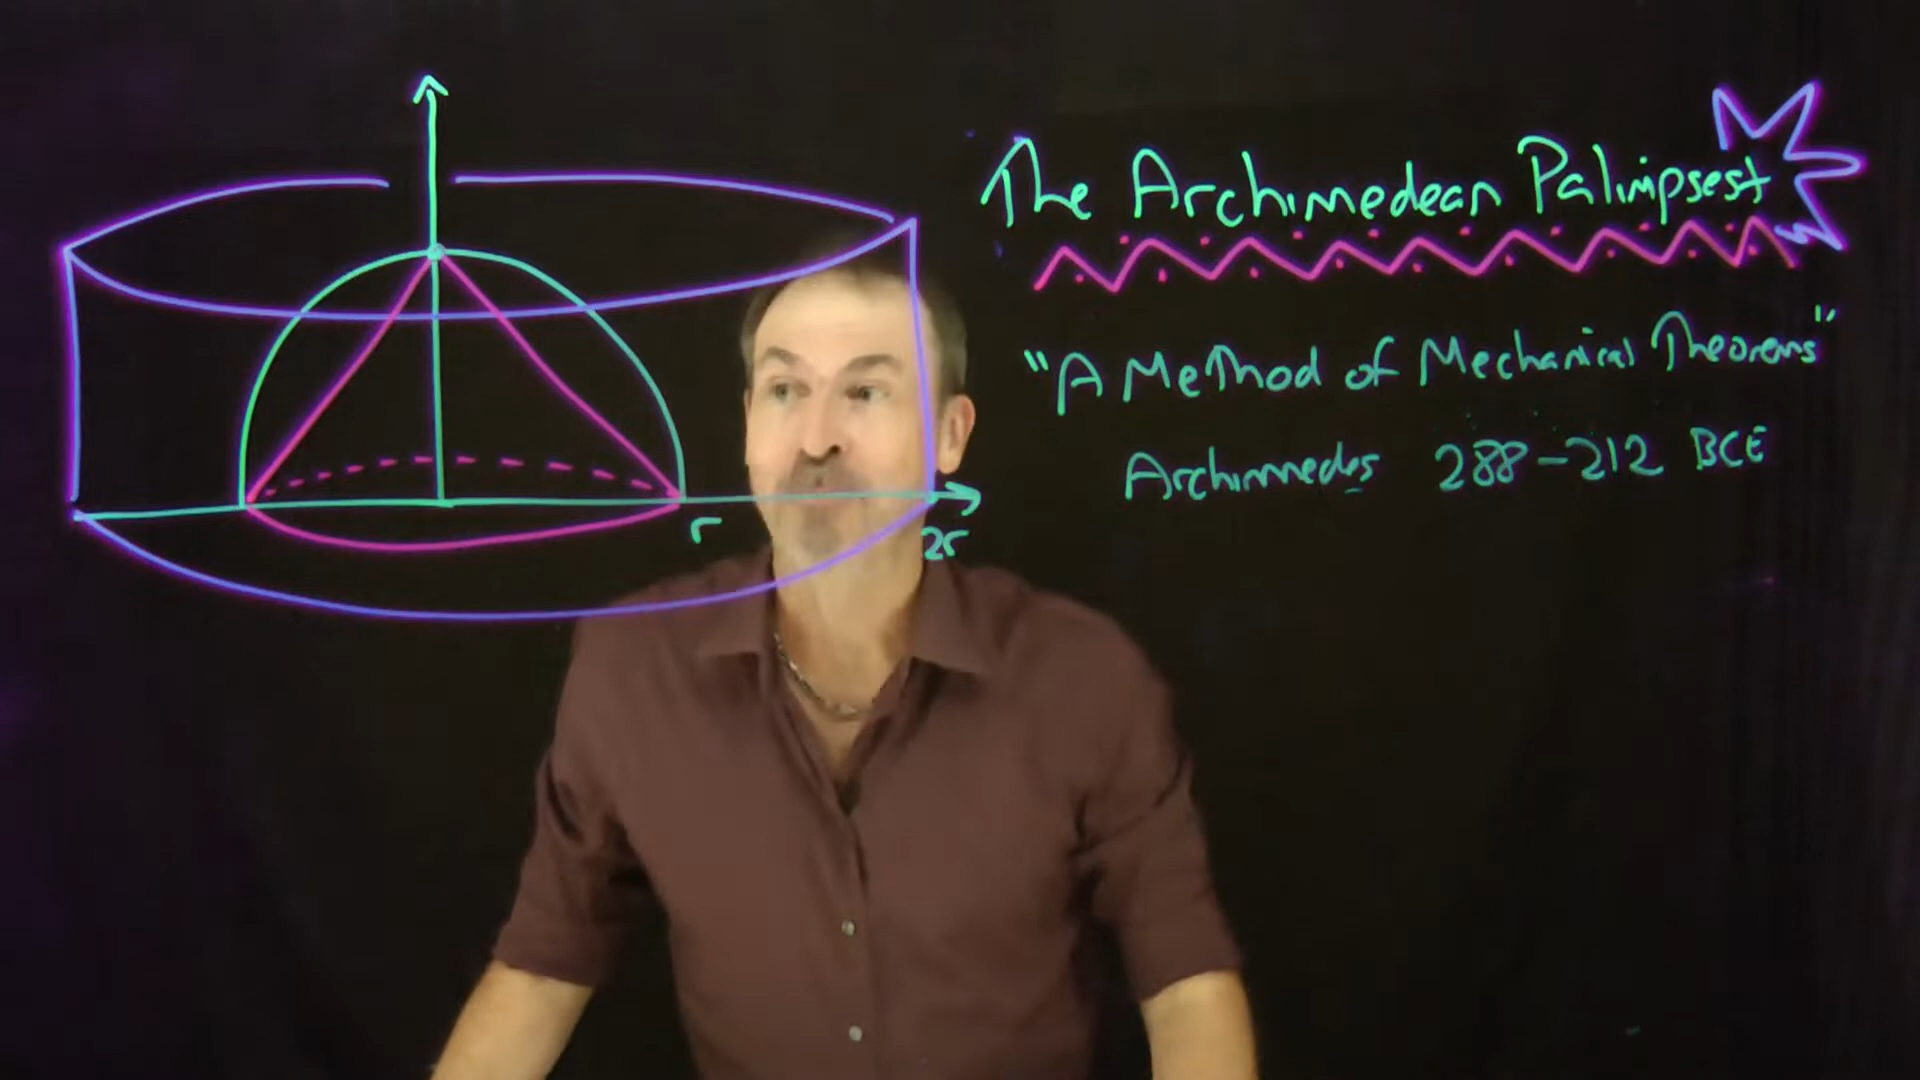 The Archimedean Palimpsest
"A Method of Mechanical Theorems"
Archimedes 288-212 BCE
r
2r